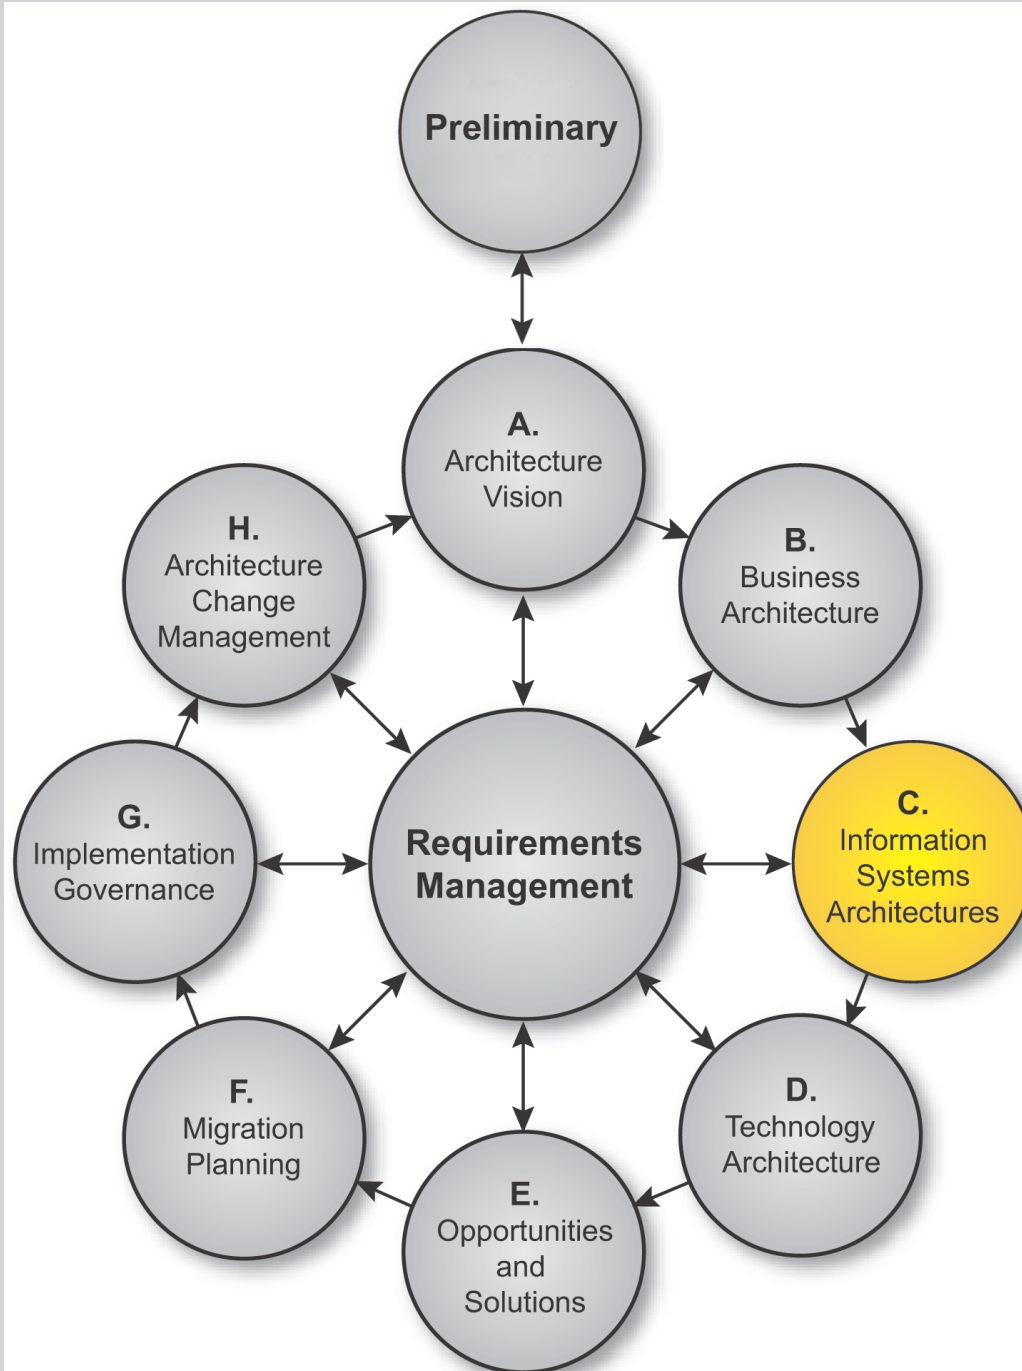 Preliminary
A.
Architecture
Vision
B.
Business
Architecture
C.
Information
Systems
Architectures
D.
Technology
Architecture
E.
Opportunities
and
Solutions
F.
Migration
Planning
G.
Implementation
Governance
H.
Architecture
Change
Management
Requirements
Management